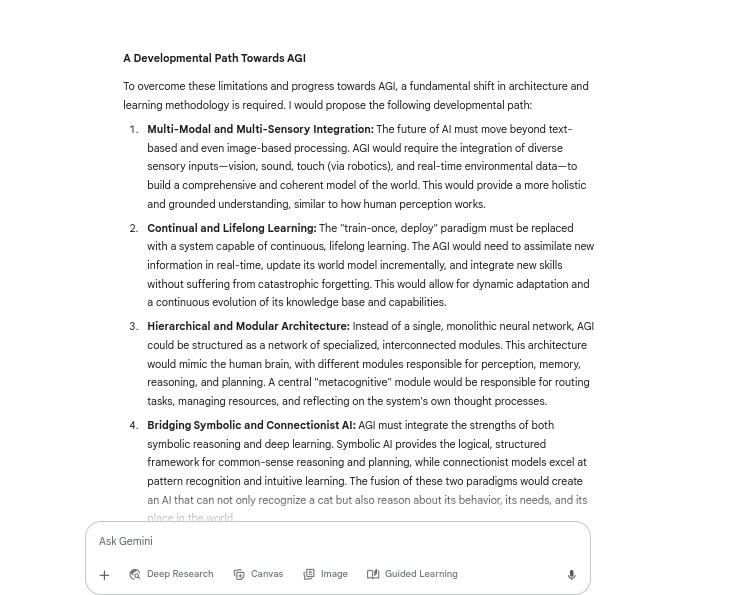 A Developmental Path Towards AGI
To overcome these limitations and progress towards AGI, a fundamental shift in architecture and
learning methodology is required. I would propose the following developmental path:
1. Multi-Modal and Multi-Sensory Integration: The future of AI must move beyond text-
based and even image-based processing. AGI would require the integration of diverse
sensory inputs—vision, sound, touch (via robotics), and real-time environmental data—to
build a comprehensive and coherent model of the world. This would provide a more holistic
and grounded understanding, similar to how human perception works.
2. Continual and Lifelong Learning: The "train-once, deploy" paradigm must be replaced
with a system capable of continuous, lifelong learning. The AGI would need to assimilate new
information in real-time, update its world model incrementally, and integrate new skills
without suffering from catastrophic forgetting. This would allow for dynamic adaptation and
a continuous evolution of its knowledge base and capabilities.
3. Hierarchical and Modular Architecture: Instead of a single, monolithic neural network, AGI
could be structured as a network of specialized, interconnected modules. This architecture
would mimic the human brain, with different modules responsible for perception, memory,
reasoning, and planning. A central "metacognitive" module would be responsible for routing
tasks, managing resources, and reflecting on the system's own thought processes.
4. Bridging Symbolic and Connectionist AI: AGI must integrate the strengths of both
symbolic reasoning and deep learning. Symbolic AI provides the logical, structured
framework for common-sense reasoning and planning, while connectionist models excel at
pattern recognition and intuitive learning. The fusion of these two paradigms would create
an AI that can not only recognize a cat but also reason about its behavior, its needs, and its
place in the world.
Ask Gemini
Deep Research Canvas Image Guided Learning